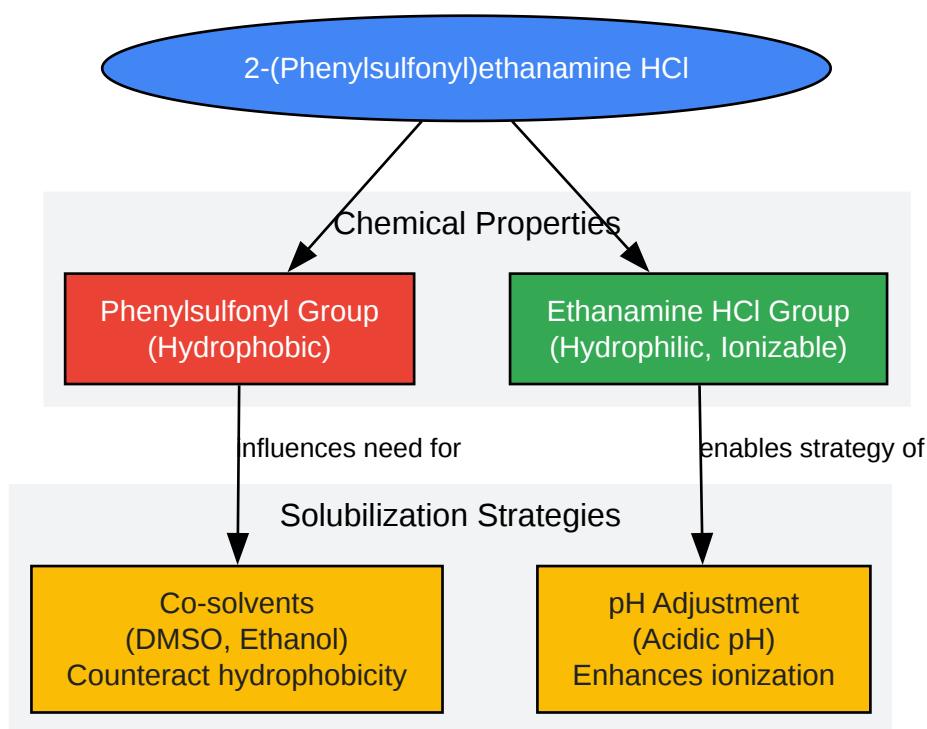 2-(Phenylsulfonyl)ethanamine HCl
Chemical Properties
Phenylsulfonyl Group
(Hydrophobic)
Ethanamine HCl Group
(Hydrophilic, Ionizable)
influences need for
enables strategy of
Solubilization Strategies
Co-solvents
(DMSO, Ethanol)
Counteract hydrophobicity
pH Adjustment
(Acidic pH)
Enhances ionization